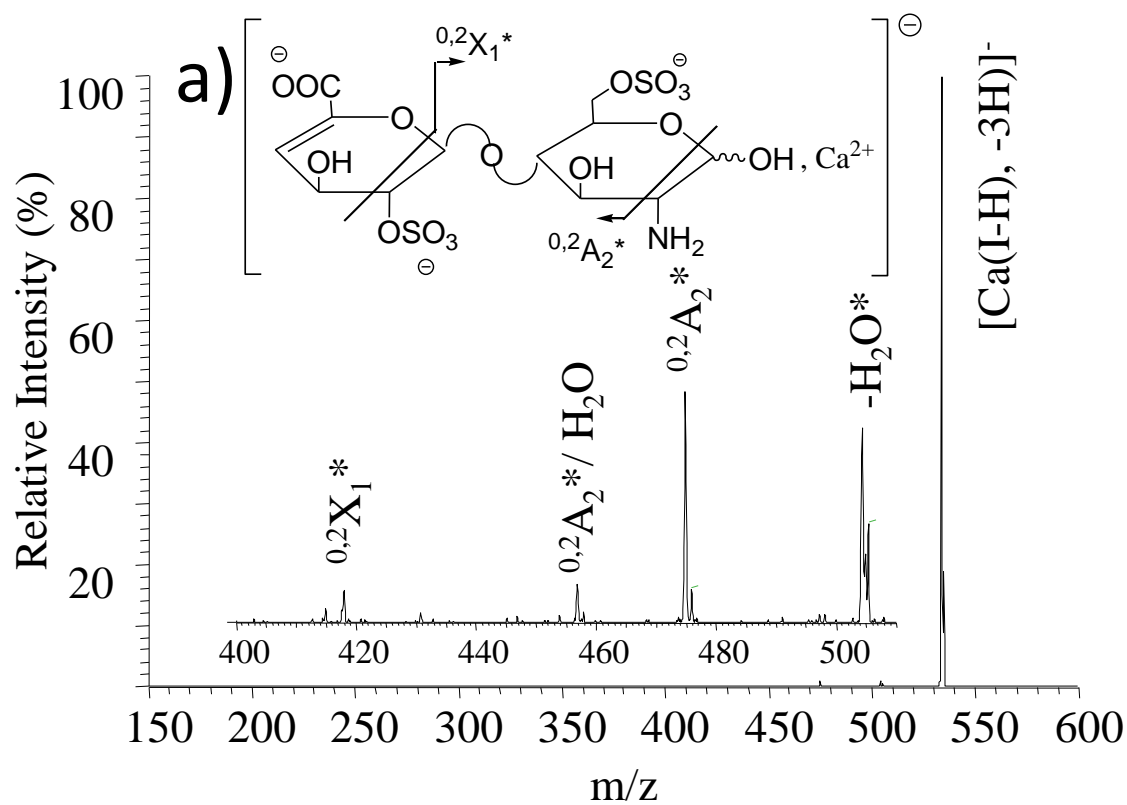 a)
⁰,²X₁*
⊖
⊖
OOC
O
OH
OSO₃
⊖
O
OSO₃
⊖
O
OH
OH , Ca²⁺
NH₂
⁰,²A₂*
[Ca(I-H), -3H)]⁻
-H₂O*
⁰,²A₂*
⁰,²A₂*/ H₂O
⁰,²X₁*
400 420 440 460 480 500
Relative Intensity (%)
100
80
60
40
20
150 200 250 300 350 400 450 500 550 600
m/z